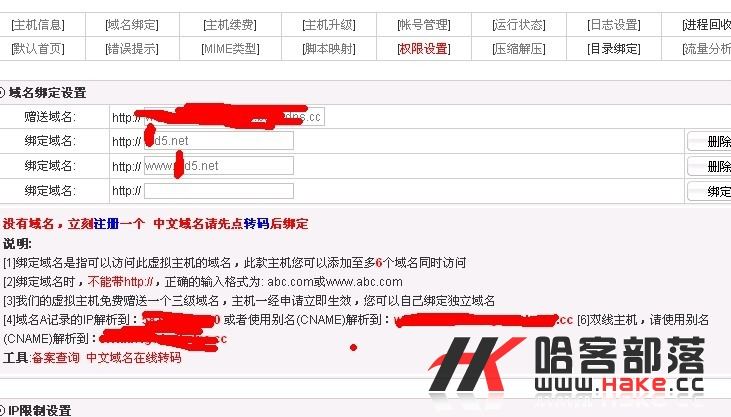 [主机信息] [域名绑定] [主机续费] [主机升级] [帐号管理] [运行状态] [日志设置] [进程回收
[默认首页] [错误提示] [MIME类型] [脚本映射] [权限设置] [压缩解压] [目录绑定] [流量分析
域名绑定设置
赠送域名: http:// dns.cc
绑定域名: http:// d5.net 删除
绑定域名: http:// www. d5.net 删除
绑定域名: http:// 绑定
没有域名，立刻注册一个 中文域名请先点转码后绑定
说明:
[1]绑定域名是指可以访问此虚拟主机的域名，此款主机您可以添加至多6个域名同时访问
[2]绑定域名时，不能带http://，正确的输入格式为: abc.com或www.abc.com
[3]我们的虚拟主机免费赠送一个三级域名，主机一经申请立即生效，您可以自己绑定独立域名
[4]域名A记录的IP解析到： 0 或者使用别名(CNAME)解析到： .cc [6]双线主机，请使用别名
(CNAME)解析到： cc
工具:备案查询 中文域名在线转码
哈客部落
www.Hake.cc
IP限制设置